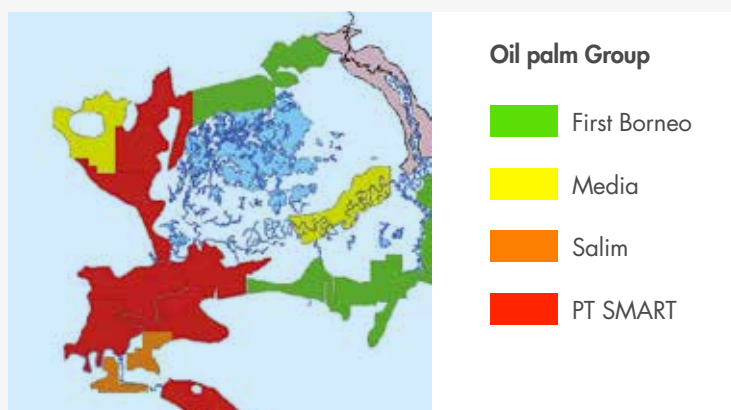 Oil palm Group
First Borneo
Media
Salim
PT SMART